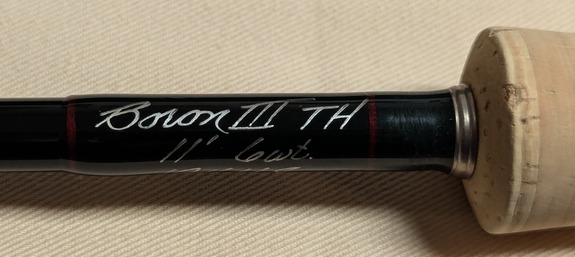 Boron III TH
11' 6wt.